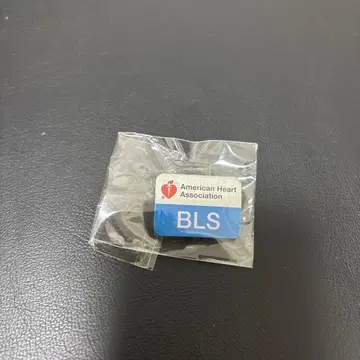 American Heart
Association
BLS